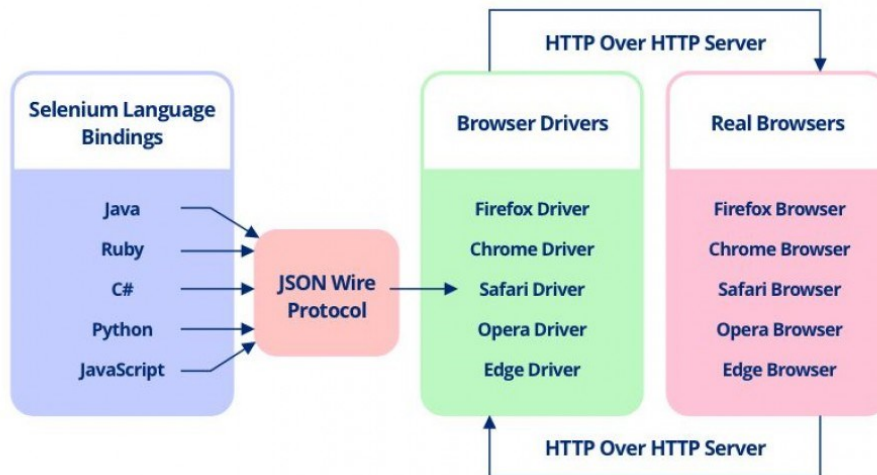 HTTP Over HTTP Server
Selenium Language
Bindings
Java
Ruby
C#
Python
JavaScript
JSON Wire
Protocol
Browser Drivers
Firefox Driver
Chrome Driver
Safari Driver
Opera Driver
Edge Driver
Real Browsers
Firefox Browser
Chrome Browser
Safari Browser
Opera Browser
Edge Browser
HTTP Over HTTP Server